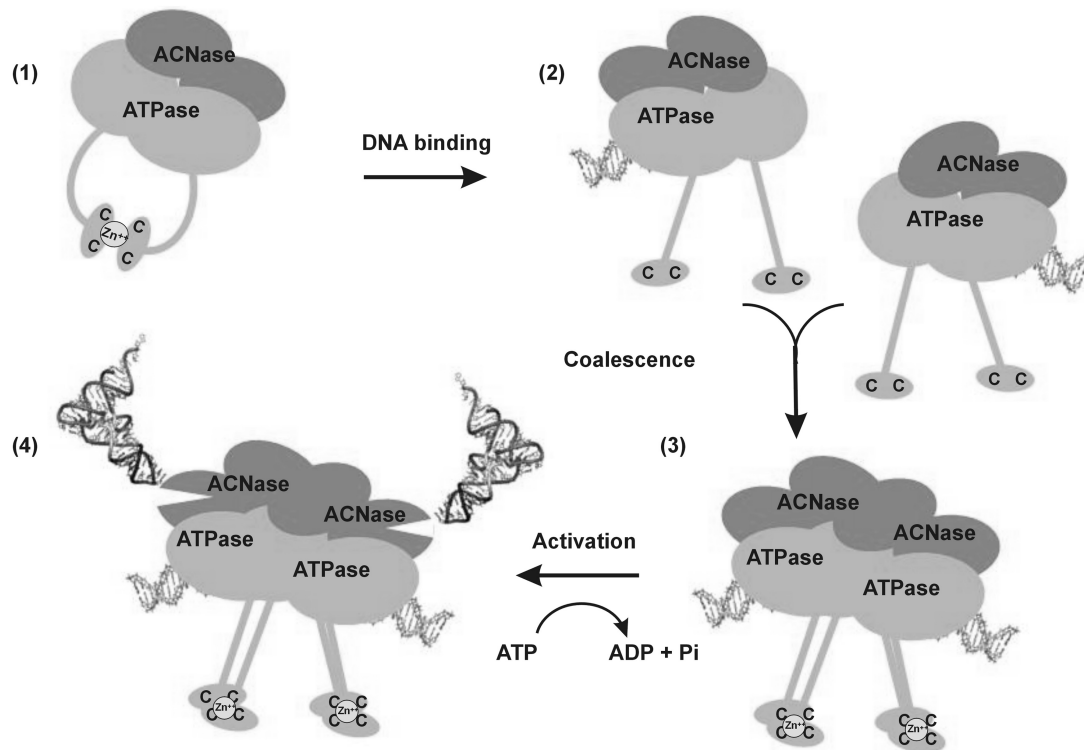 (1)
ACNase
ATPase
C
C
C
C
Zn++
DNA binding
(2)
ACNase
ATPase
C C
C C
ACNase
ATPase
C C
C C
Coalescence
(3)
ACNase
ACNase
ATPase
ATPase
C C
C C
Zn++
C C
C C
Zn++
Activation
ATP
ADP + Pi
(4)
ACNase
ACNase
ATPase
ATPase
C C
C C
Zn++
C C
C C
Zn++